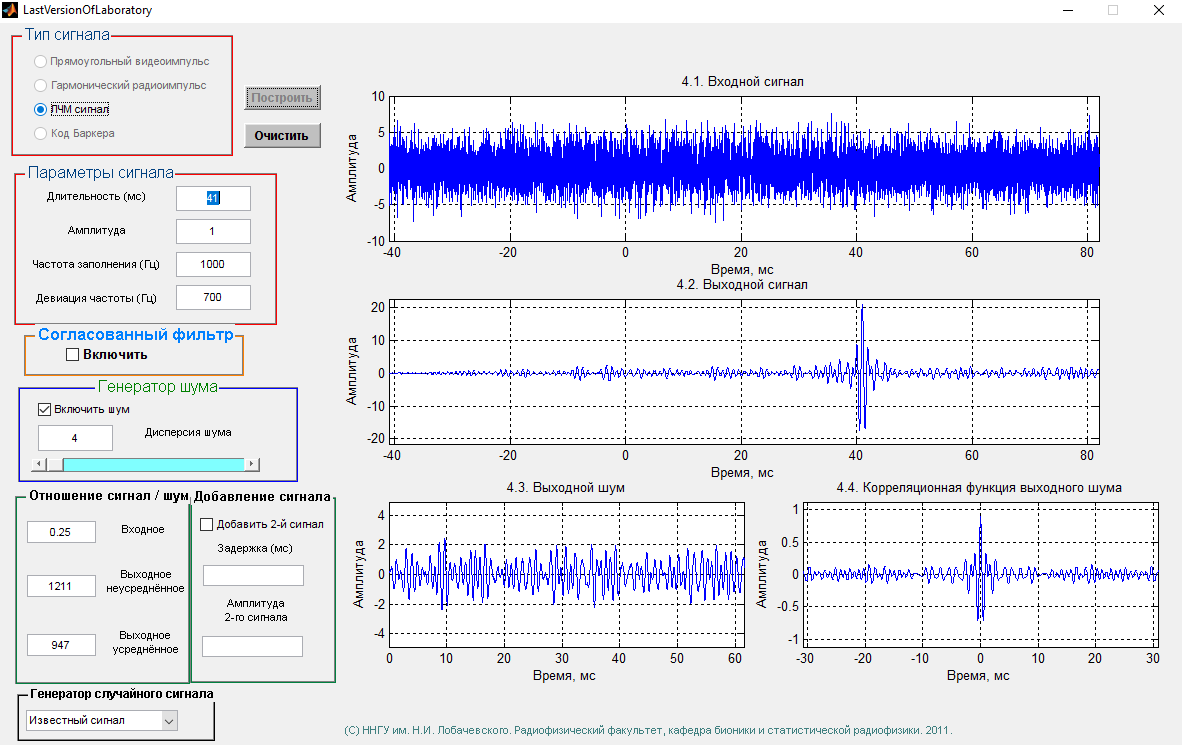 LastVersionOfLaboratory
Тип сигнала
Прямоугольный видеоимпульс
Гармонический радиоимпульс
ЛЧМ сигнал
Код Баркера
Построить
Очистить
Параметры сигнала
Длительность (мс)
41
Амплитуда
1
Частота заполнения (Гц)
1000
Девиация частоты (Гц)
700
Согласованный фильтр
Включить
Генератор шума
Включить шум
4
Дисперсия шума
Отношение сигнал / шум
0.25
Входное
1211
Выходное
неусреднённое
947
Выходное
усреднённое
Добавление сигнала
Добавить 2-й сигнал
Задержка (мс)
Амплитуда
2-го сигнала
Генератор случайного сигнала
Известный сигнал
4.1. Входной сигнал
Амплитуда
10
5
0
-5
-10
-40 -20 0 20 40 60 80
Время, мс
4.2. Выходной сигнал
Амплитуда
20
10
0
-10
-20
-40 -20 0 20 40 60 80
Время, мс
4.3. Выходной шум
Амплитуда
4
2
0
-2
-4
0 10 20 30 40 50 60
Время, мс
4.4. Корреляционная функция выходного шума
Амплитуда
1
0.5
0
-0.5
-1
-30 -20 -10 0 10 20 30
Время, мс
(С) ННГУ им. Н.И. Лобачевского. Радиофизический факультет, кафедра бионики и статистической радиофизики. 2011.